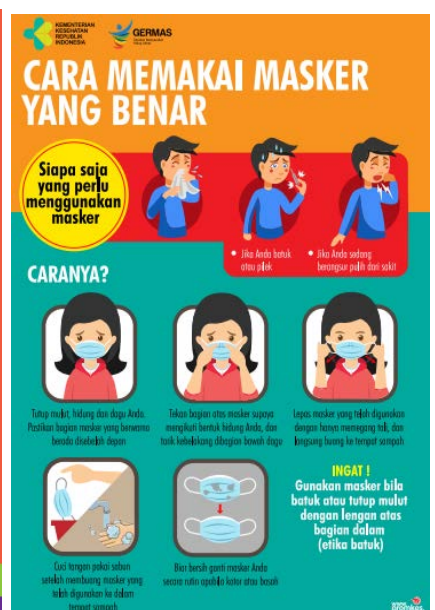 KEMENTERIAN
KESEHATAN
REPUBLIK
INDONESIA
GERMAS
CARA MEMAKAI MASKER
YANG BENAR
Siapa saja
yang perlu
menggunakan
masker
• Jika Anda batuk
atau pilek
• Jika Anda sedang
berangsur pulih dari sakit
CARANYA?
Tutup mulut, hidung dan dagu Anda.
Pastikan bagian masker yang berwarna
berada disebelah depan
Tekan bagian atas masker supaya
mengikuti bentuk hidung Anda, dan
tarik kebelakang dibagian bawah dagu
Lepas masker yang telah digunakan
dengan hanya memegang tali, dan
langsung buang ke tempat sampah
Cuci tangan pakai sabun
setelah membuang masker yang
telah digunakan ke dalam
tempat sampah
Biar bersih ganti masker Anda
secara rutin apabila kotor atau basah
INGAT !
Gunakan masker bila
batuk atau tutup mulut
dengan lengan atas
bagian dalam
(etika batuk)
promkes